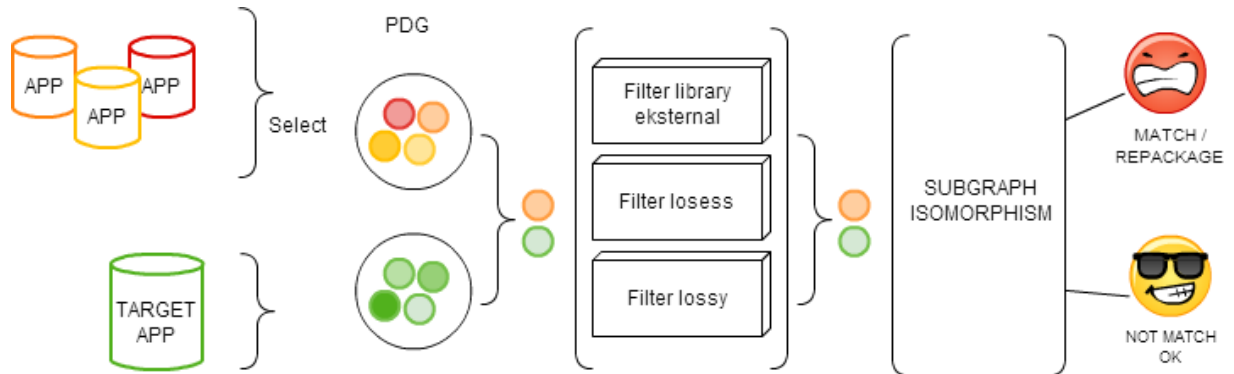 PDG
APP
APP
APP
Select
TARGET
APP
Filter library
eksternal
Filter losess
Filter lossy
SUBGRAPH
ISOMORPHISM
MATCH /
REPACKAGE
NOT MATCH
OK